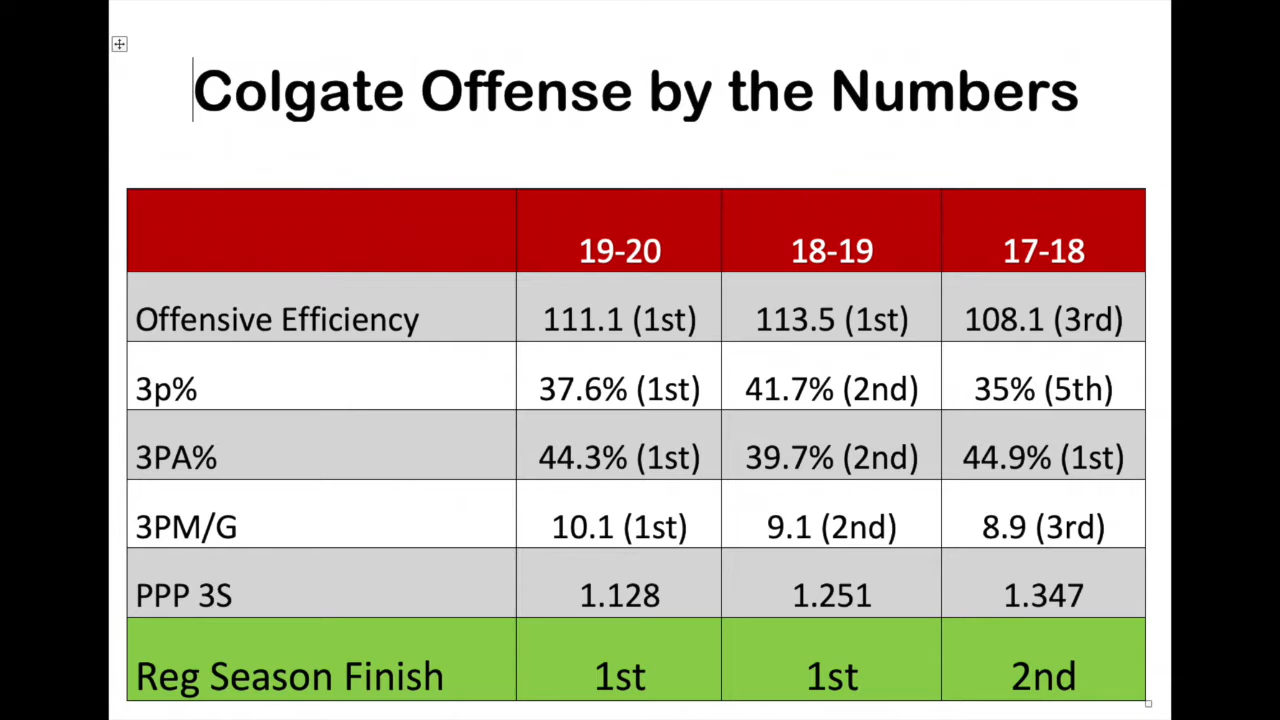 Colgate Offense by the Numbers
19-20 18-19 17-18
Offensive Efficiency 111.1 (1st) 113.5 (1st) 108.1 (3rd)
3p% 37.6% (1st) 41.7% (2nd) 35% (5th)
3PA% 44.3% (1st) 39.7% (2nd) 44.9% (1st)
3PM/G 10.1 (1st) 9.1 (2nd) 8.9 (3rd)
PPP 3S 1.128 1.251 1.347
Reg Season Finish 1st 1st 2nd